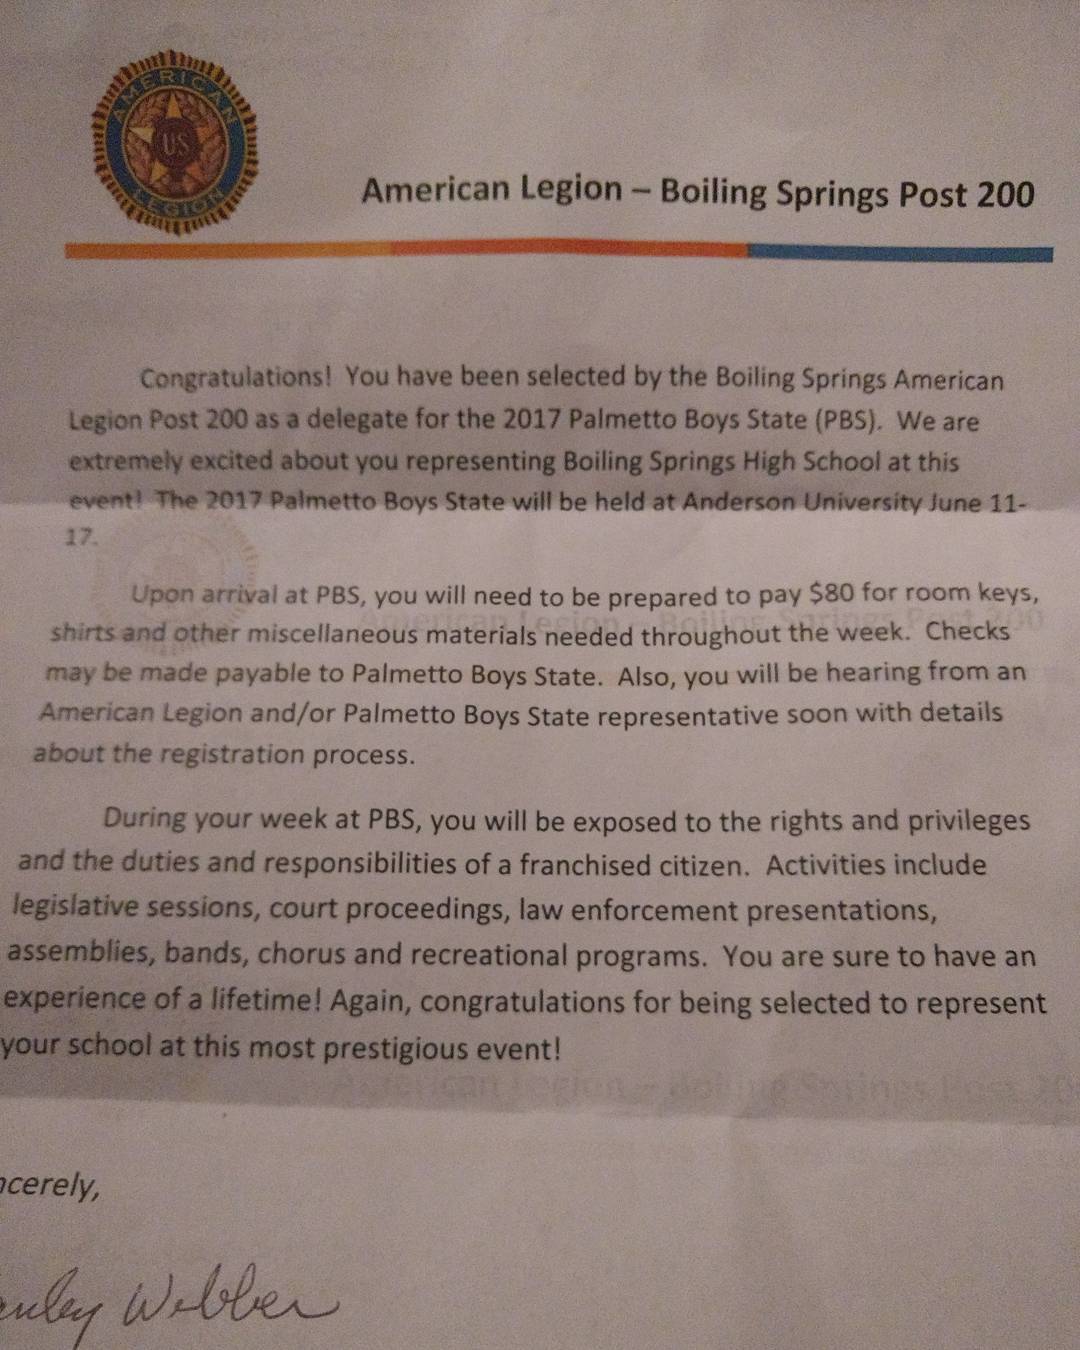 AMERICAN
US
LEGION
American Legion – Boiling Springs Post 200
Congratulations! You have been selected by the Boiling Springs American
Legion Post 200 as a delegate for the 2017 Palmetto Boys State (PBS). We are
extremely excited about you representing Boiling Springs High School at this
event! The 2017 Palmetto Boys State will be held at Anderson University June 11-
17.
Upon arrival at PBS, you will need to be prepared to pay $80 for room keys,
shirts and other miscellaneous materials needed throughout the week. Checks
may be made payable to Palmetto Boys State. Also, you will be hearing from an
American Legion and/or Palmetto Boys State representative soon with details
about the registration process.
During your week at PBS, you will be exposed to the rights and privileges
and the duties and responsibilities of a franchised citizen. Activities include
legislative sessions, court proceedings, law enforcement presentations,
assemblies, bands, chorus and recreational programs. You are sure to have an
experience of a lifetime! Again, congratulations for being selected to represent
your school at this most prestigious event!
ncerely,
Webber